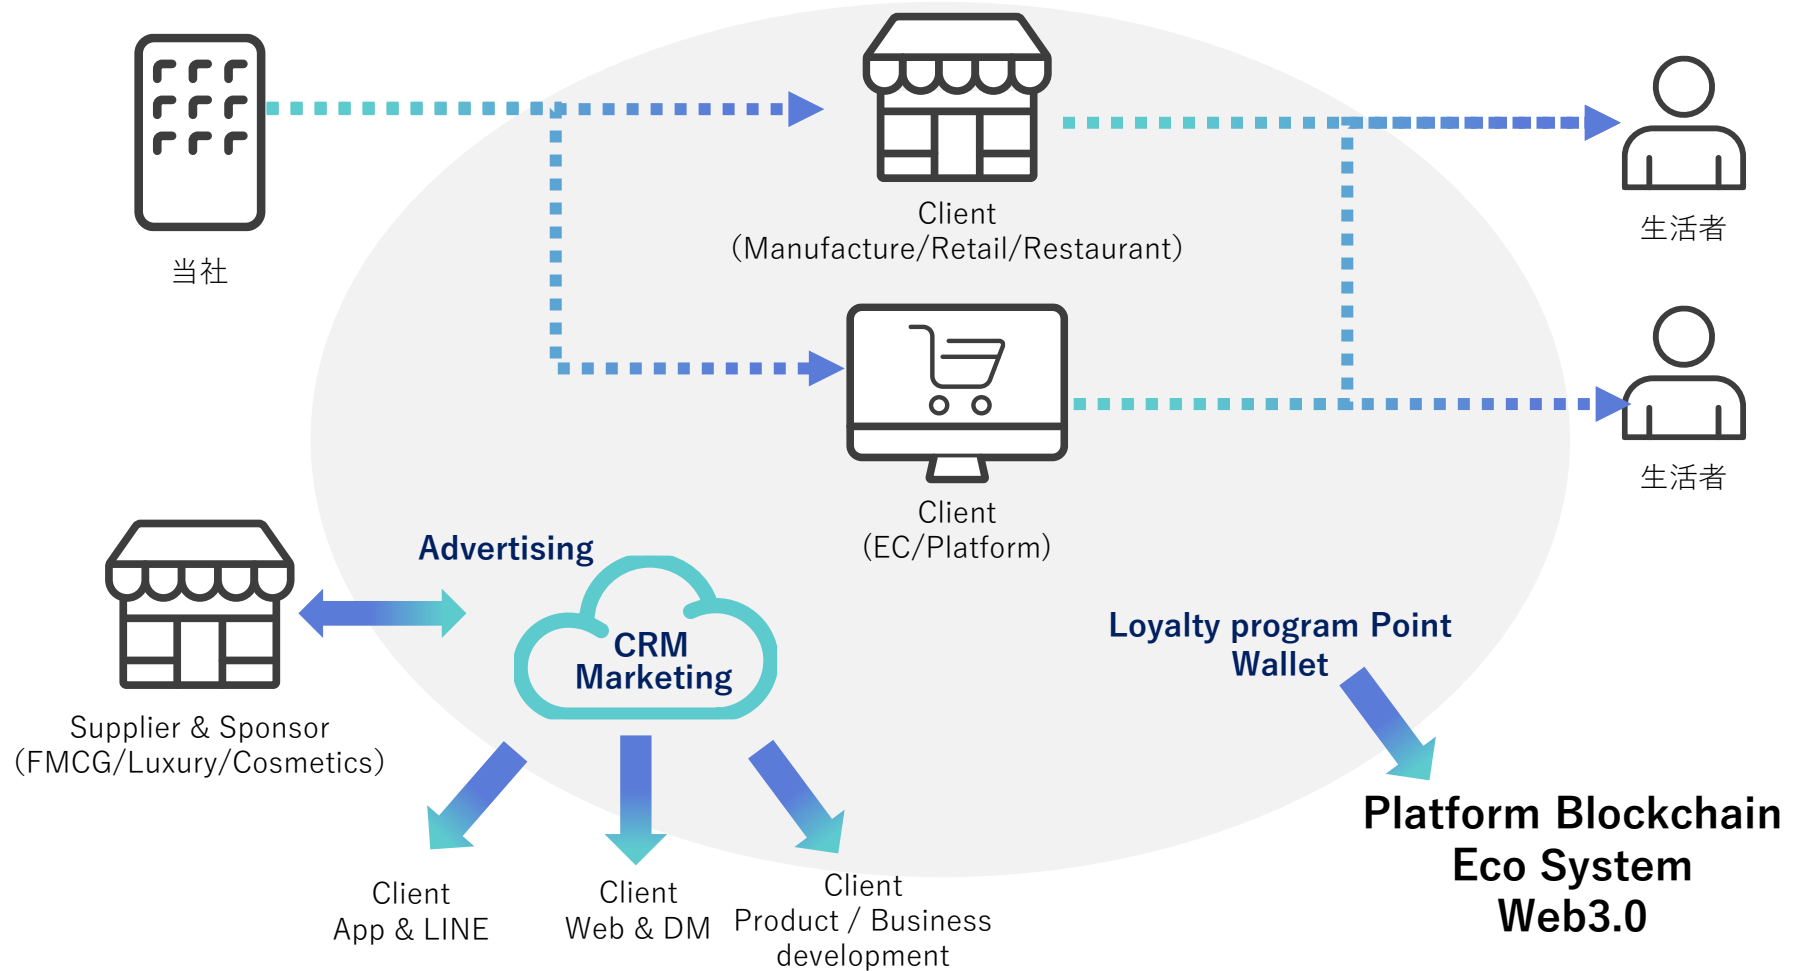 当社
Client
(Manufacture/Retail/Restaurant)
生活者
Client
(EC/Platform)
生活者
Advertising
CRM
Marketing
Supplier & Sponsor
(FMCG/Luxury/Cosmetics)
Loyalty program Point
Wallet
Platform Blockchain
Eco System
Web3.0
Client
App & LINE
Client
Web & DM
Client
Product / Business
development